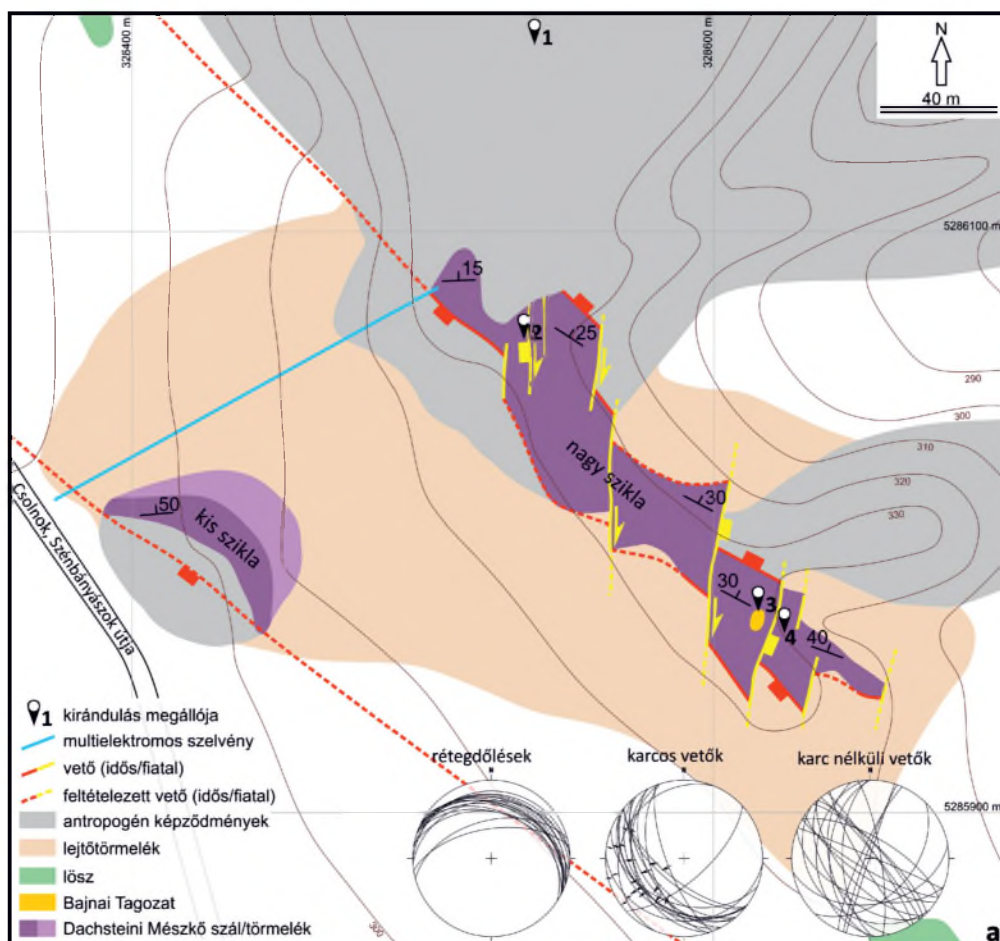 328400 m
1
328600 m
N
40 m
5286100 m
15
2
25
290
300
nagy szikla
310
30
320
330
50
kis szikla
Csolnok, Szénbányászok útja
30
3
4
40
1 kirándulás megállója
multielektromos szelvény
vető (idős/fiatal)
feltételezett vető (idős/fiatal)
antropogén képződmények
lejtőtörmelék
lösz
Bajnai Tagozat
Dachsteini Mészkő szál/törmelék
rétegdőlések
karcos vetők
karc nélküli vetők
5285900 m
300
a